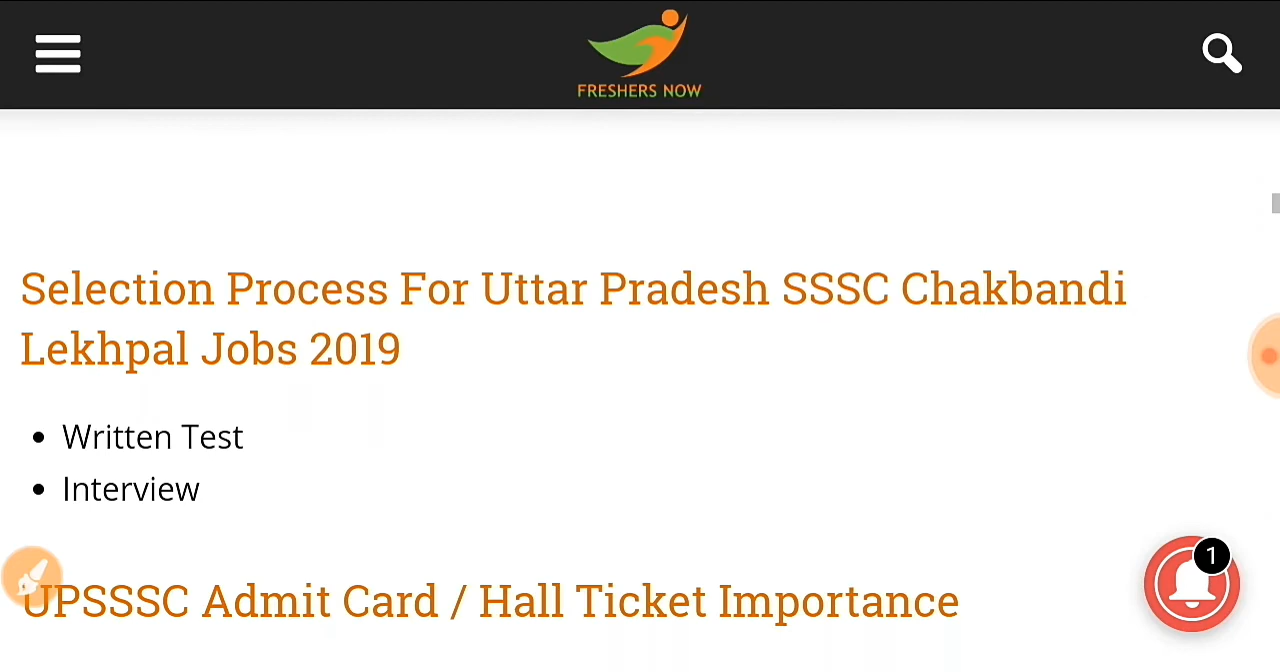 FRESHERS NOW
Selection Process For Uttar Pradesh SSSC Chakbandi
Lekhpal Jobs 2019
• Written Test
• Interview
1
UPSSSC Admit Card / Hall Ticket Importance